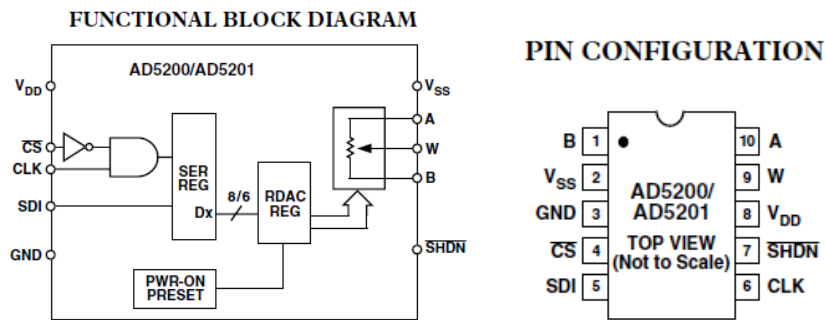 FUNCTIONAL BLOCK DIAGRAM
AD5200/AD5201
VDD
CS
CLK
SDI
GND
SER
REG
Dx
8/6
RDAC
REG
PWR-ON
PRESET
VSS
A
W
B
SHDN
PIN CONFIGURATION
B 1
VSS 2
GND 3
CS 4
SDI 5
AD5200/
AD5201
TOP VIEW
(Not to Scale)
10 A
9 W
8 VDD
7 SHDN
6 CLK